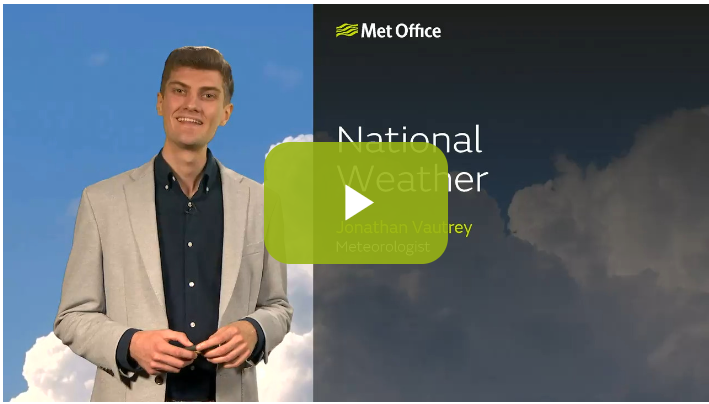 Met Office
National
Weather
Jonathan Vautrey
Meteorologist